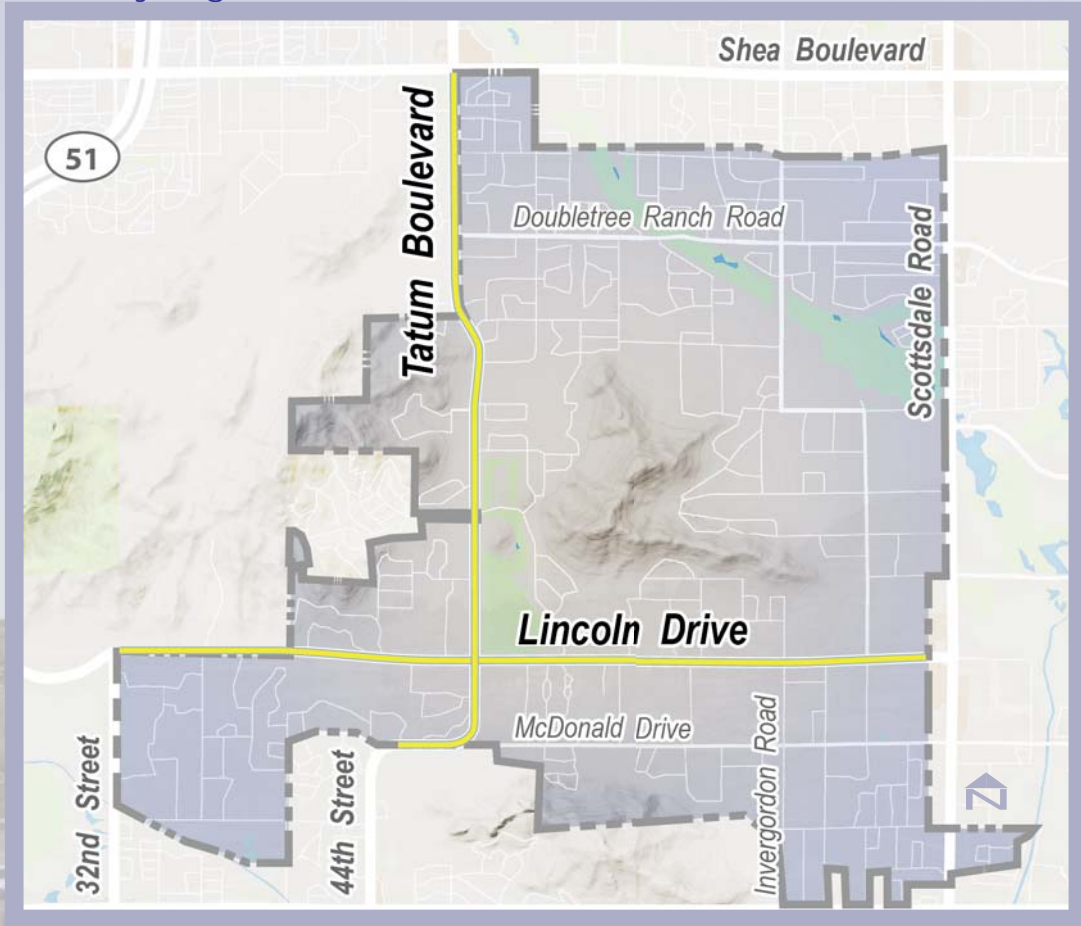 Shea Boulevard
51
Tatum Boulevard
Doubletree Ranch Road
Scottsdale Road
Lincoln Drive
McDonald Drive
Invergordon Road
32nd Street
44th Street
N